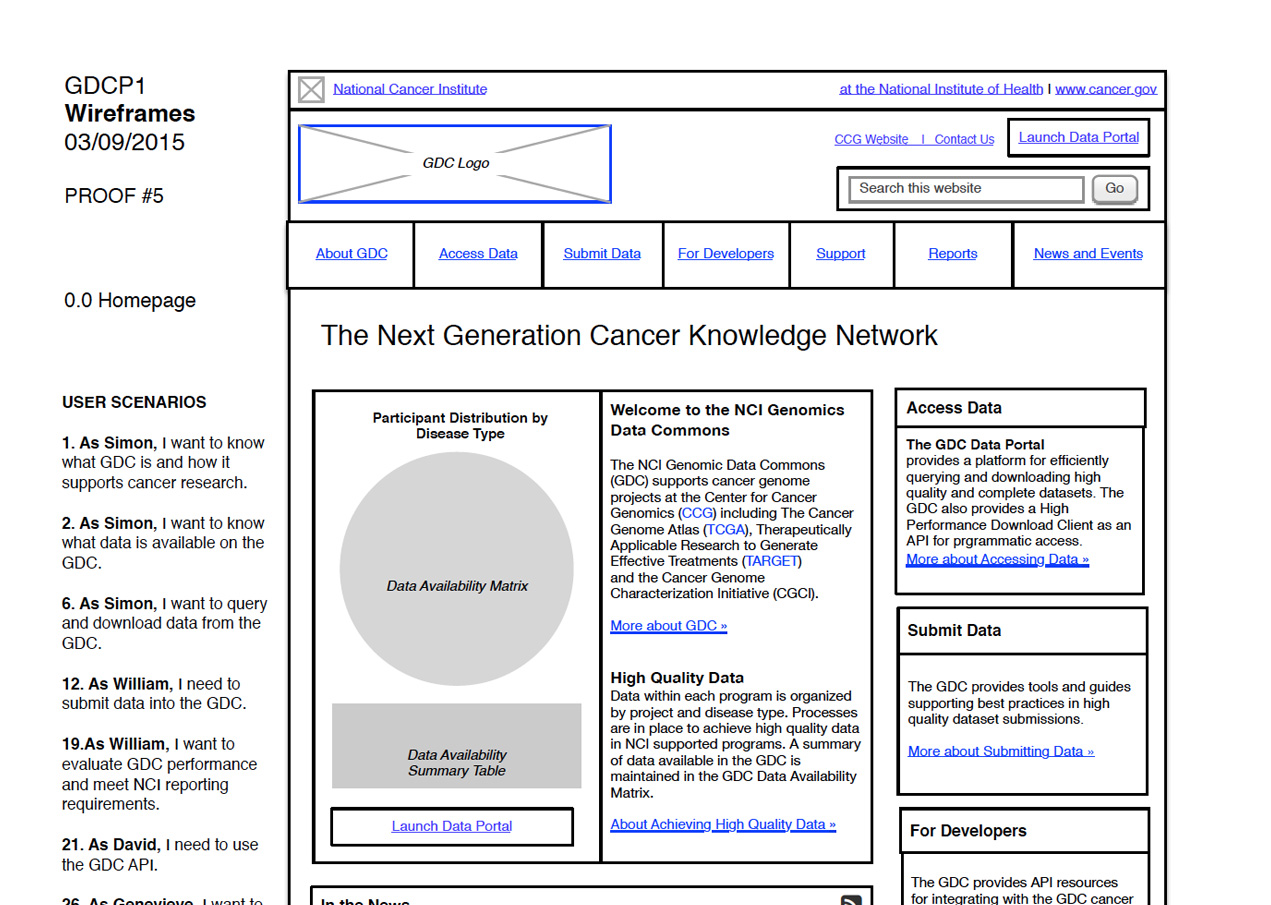 GDCP1
Wireframes
03/09/2015
PROOF #5
0.0 Homepage
USER SCENARIOS
1. As Simon, I want to know
what GDC is and how it
supports cancer research.
2. As Simon, I want to know
what data is available on the
GDC.
6. As Simon, I want to query
and download data from the
GDC.
12. As William, I need to
submit data into the GDC.
19.As William, I want to
evaluate GDC performance
and meet NCI reporting
requirements.
21. As David, I need to use
the GDC API.
26. As Genevieve, I want to
National Cancer Institute
at the National Institute of Health I www.cancer.gov
GDC Logo
CCG Website I Contact Us
Launch Data Portal
Search this website
Go
About GDC
Access Data
Submit Data
For Developers
Support
Reports
News and Events
The Next Generation Cancer Knowledge Network
Participant Distribution by
Disease Type
Data Availability Matrix
Data Availability
Summary Table
Launch Data Portal
Welcome to the NCI Genomics
Data Commons
The NCI Genomic Data Commons
(GDC) supports cancer genome
projects at the Center for Cancer
Genomics (CCG) including The Cancer
Genome Atlas (TCGA), Therapeutically
Applicable Research to Generate
Effective Treatments (TARGET)
and the Cancer Genome
Characterization Initiative (CGCI).
More about GDC »
High Quality Data
Data within each program is organized
by project and disease type. Processes
are in place to achieve high quality data
in NCI supported programs. A summary
of data available in the GDC is
maintained in the GDC Data Availability
Matrix.
About Achieving High Quality Data »
Access Data
The GDC Data Portal
provides a platform for efficiently
querying and downloading high
quality and complete datasets. The
GDC also provides a High
Performance Download Client as an
API for prgrammatic access.
More about Accessing Data »
Submit Data
The GDC provides tools and guides
supporting best practices in high
quality dataset submissions.
More about Submitting Data »
For Developers
The GDC provides API resources
for integrating with the GDC cancer
In the News